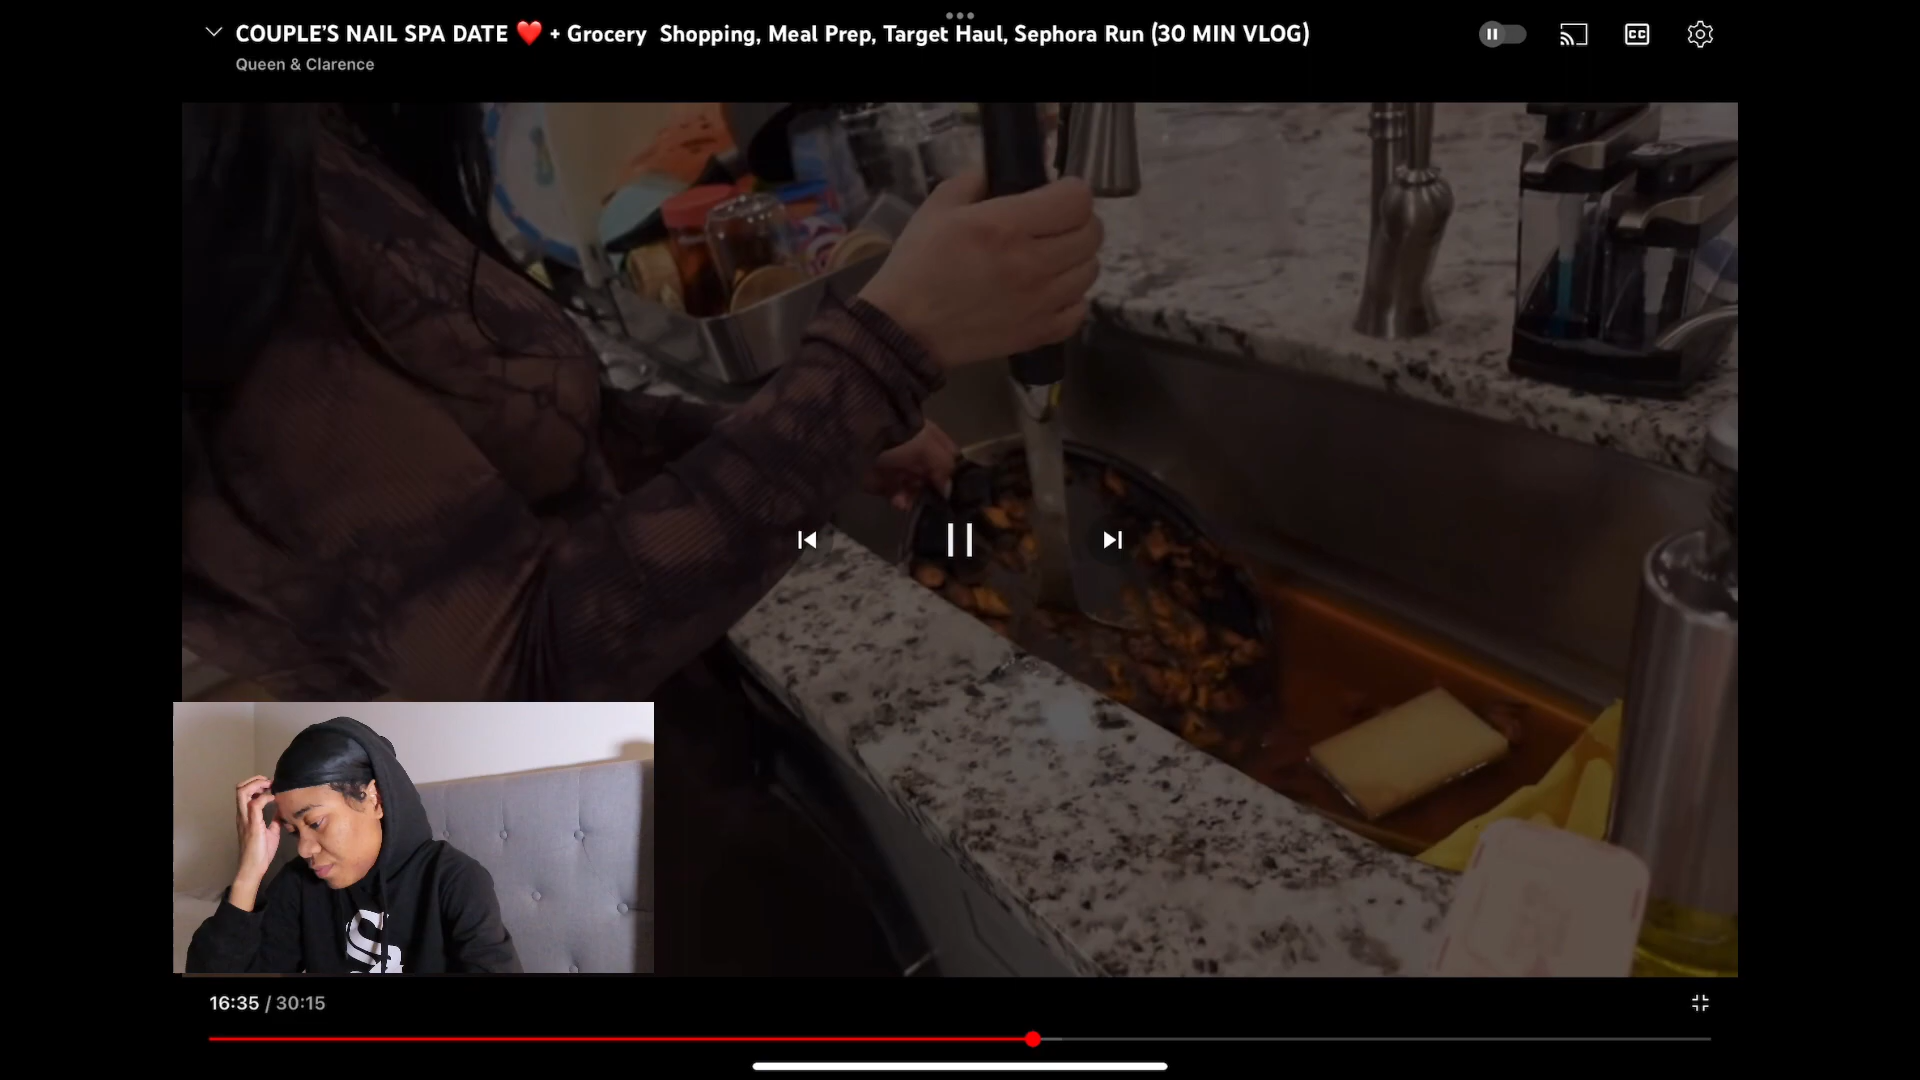 COUPLE'S NAIL SPA DATE ❤️ + Grocery Shopping, Meal Prep, Target Haul, Sephora Run (30 MIN VLOG)
CC
Queen & Clarence
16:35 / 30:15